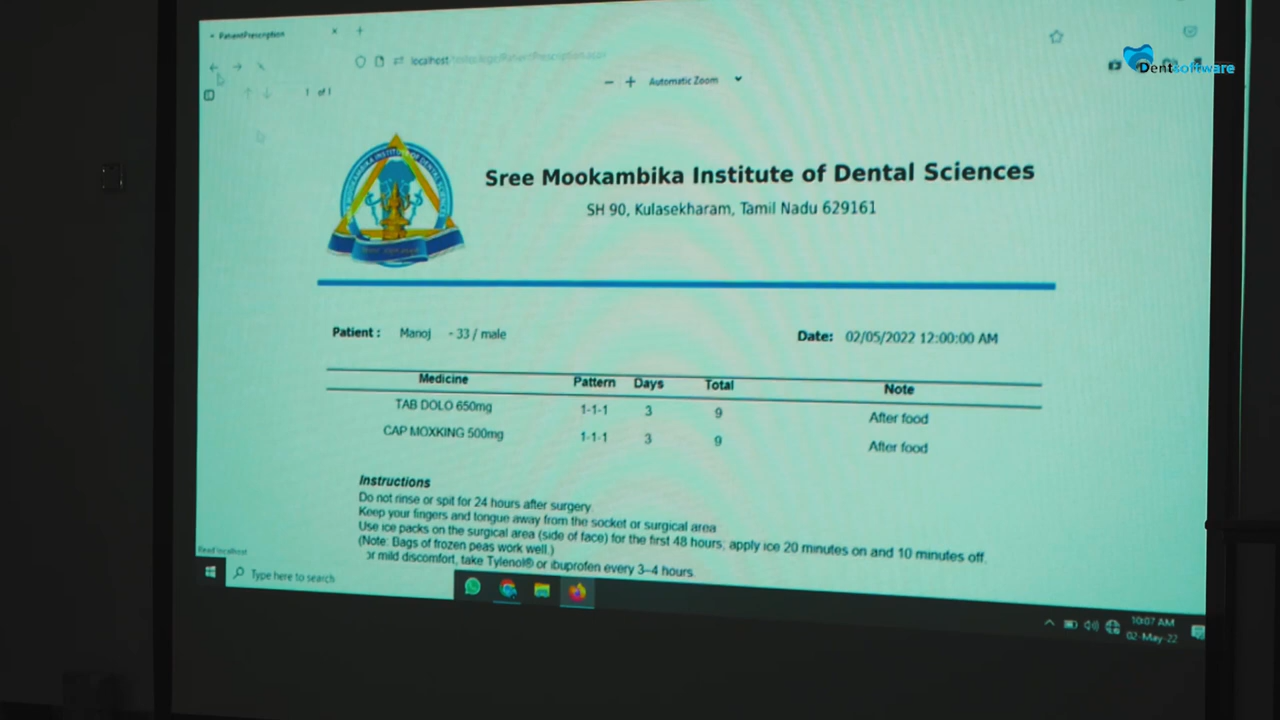 PatientPrescription
localhost
1 of 1
Automatic Zoom
Dentsoftware
Sree Mookambika Institute of Dental Sciences
SH 90, Kulasekharam, Tamil Nadu 629161
Patient : Manoj - 33 / male Date: 02/05/2022 12:00:00 AM
Medicine Pattern Days Total Note
TAB DOLO 650mg 1-1-1 3 9 After food
CAP MOXKING 500mg 1-1-1 3 9 After food
Instructions
Do not rinse or spit for 24 hours after surgery.
Keep your fingers and tongue away from the socket or surgical area
Use ice packs on the surgical area (side of face) for the first 48 hours; apply ice 20 minutes on and 10 minutes off.
(Note: Bags of frozen peas work well.)
or mild discomfort, take Tylenol® or ibuprofen every 3–4 hours.
Read localhost
Type here to search
10:07 AM
02-May-22